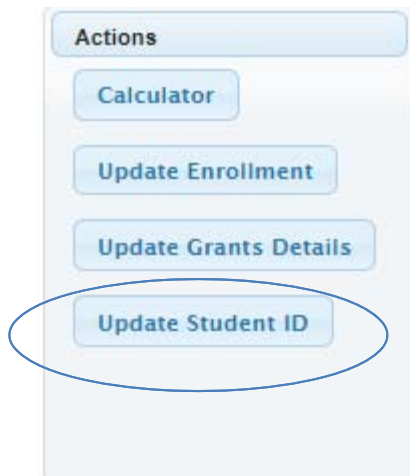 Actions
Calculator
Update Enrollment
Update Grants Details
Update Student ID